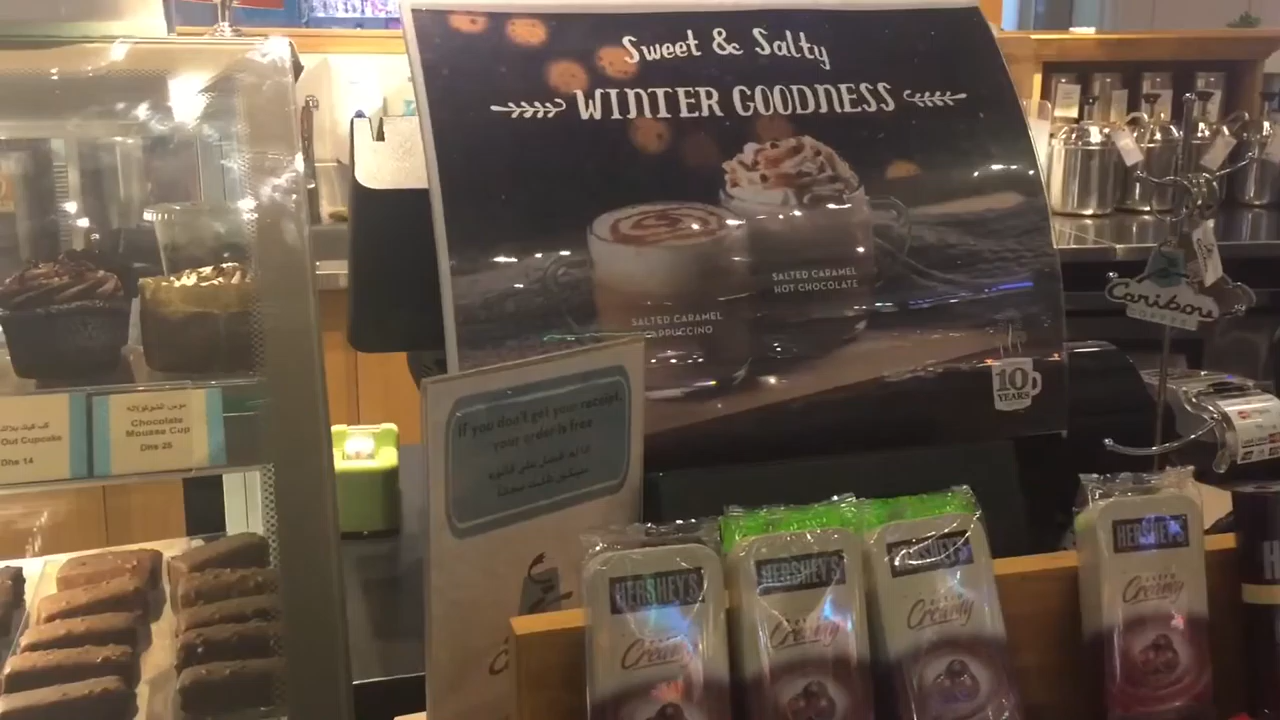 Sweet & Salty
WINTER GOODNESS
SALTED CARAMEL
HOT CHOCOLATE
SALTED CARAMEL
CAPPUCCINO
10
YEARS
Caribou
COFFEE
If you don't get your receipt,
your order is free
موس الشوكولاته
Chocolate
Mousse Cup
Dhs 25
Out Cupcake
Dhs 14
HERSHEY'S
Creamy
HERSHEY'S
Creamy
HERSHEY'S
Creamy
HERSHEY'S
Creamy